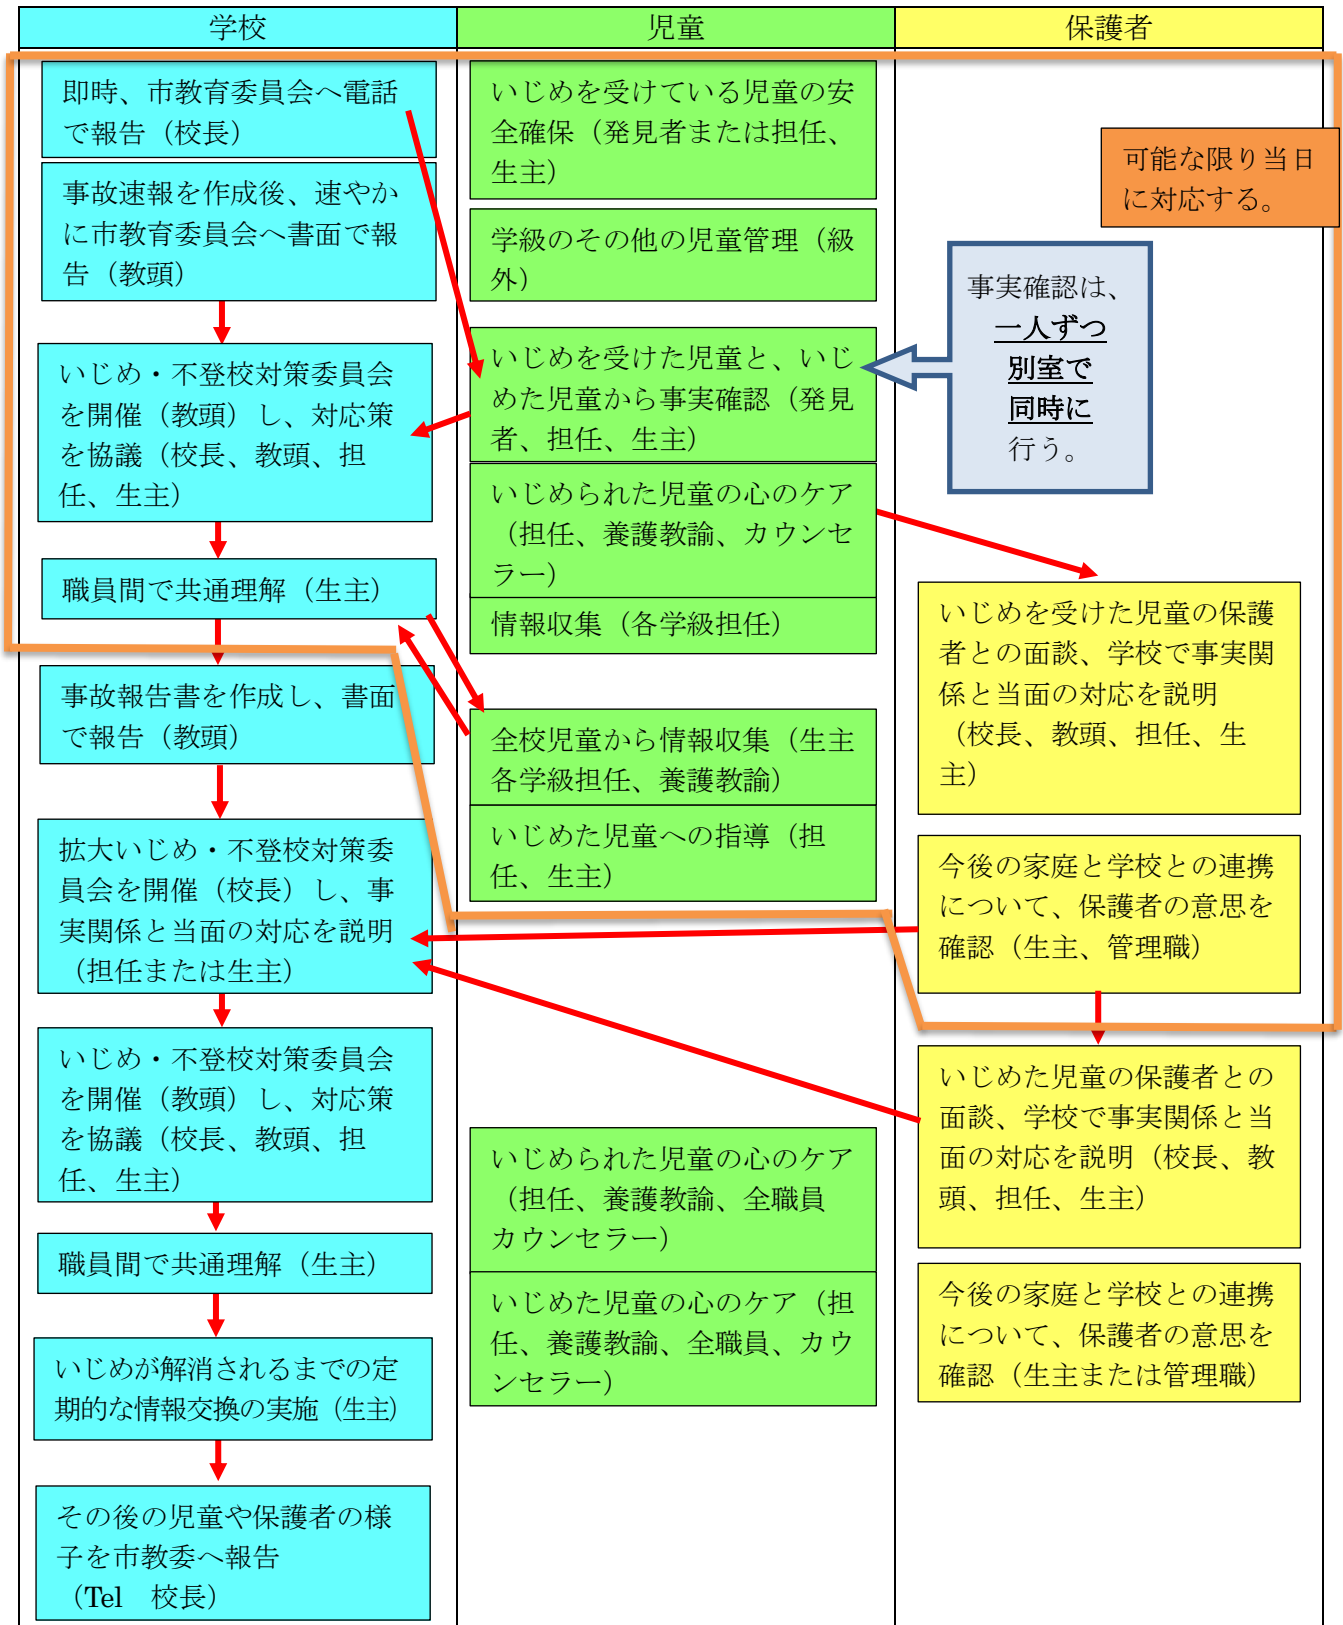 学校
児童
保護者
即時、市教育委員会へ電話
で報告（校長）
事故速報を作成後、速やか
に市教育委員会へ書面で報
告（教頭）
いじめ・不登校対策委員会
を開催（教頭）し、対応策
を協議（校長、教頭、担
任、生主）
職員間で共通理解（生主）
事故報告書を作成し、書面
で報告（教頭）
拡大いじめ・不登校対策委
員会を開催（校長）し、事
実関係と当面の対応を説明
（担任または生主）
いじめ・不登校対策委員会
を開催（教頭）し、対応策
を協議（校長、教頭、担
任、生主）
職員間で共通理解（生主）
いじめが解消されるまでの定
期的な情報交換の実施（生主）
その後の児童や保護者の様
子を市教委へ報告
（Tel　校長）
いじめを受けている児童の安
全確保（発見者または担任、
生主）
学級のその他の児童管理（級
外）
いじめを受けた児童と、いじ
めた児童から事実確認（発見
者、担任、生主）
いじめられた児童の心のケア
（担任、養護教諭、カウンセ
ラー）
情報収集（各学級担任）
全校児童から情報収集（生主
各学級担任、養護教諭）
いじめた児童への指導（担
任、生主）
いじめられた児童の心のケア
（担任、養護教諭、全職員
カウンセラー）
いじめた児童の心のケア（担
任、養護教諭、全職員、カウ
ンセラー）
可能な限り当日
に対応する。
事実確認は、
一人ずつ
別室で
同時に
行う。
いじめを受けた児童の保護
者との面談、学校で事実関
係と当面の対応を説明
（校長、教頭、担任、生
主）
今後の家庭と学校との連携
について、保護者の意思を
確認（生主、管理職）
いじめた児童の保護者との
面談、学校で事実関係と当
面の対応を説明（校長、教
頭、担任、生主）
今後の家庭と学校との連携
について、保護者の意思を
確認（生主または管理職）